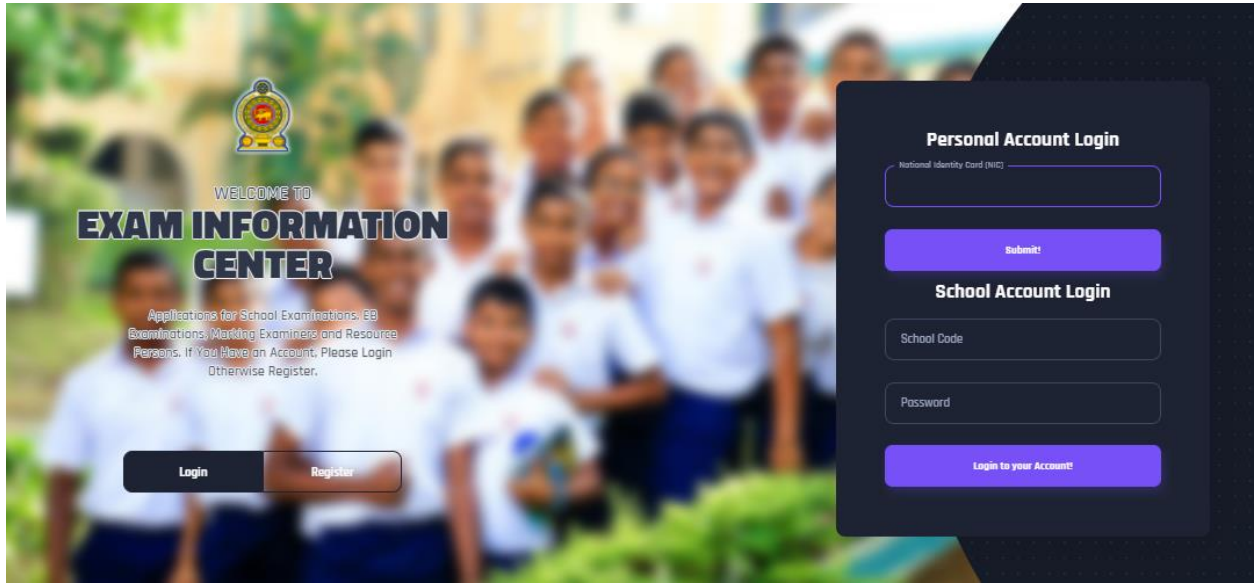 WELCOME TO
EXAM INFORMATION
CENTER
Applications for School Examinations, EB
Examinations, Marking Examiners and Resource
Persons. If You Have an Account, Please Login
Otherwise Register.
Login
Register
Personal Account Login
National Identity Card (NIC)
Submit!
School Account Login
School Code
Password
Login to your Account!